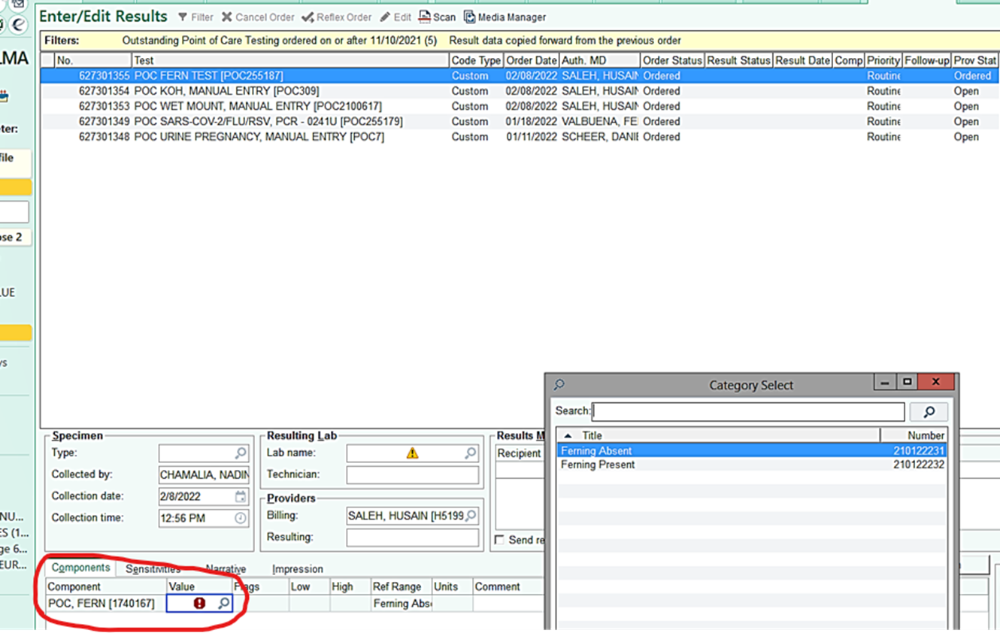 Enter/Edit Results Filter Cancel Order Reflex Order Edit Scan Media Manager
Filters: Outstanding Point of Care Testing ordered on or after 11/10/2021 (5) Result data copied forward from the previous order
LMA
No. Test Code Type Order Date Auth. MD Order Status Result Status Result Date Comp Priority Follow-up Prov Stat
627301355 POC FERN TEST [POC255187] Custom 02/08/2022 SALEH, HUSAIN Ordered Routine Ordered
627301354 POC KOH, MANUAL ENTRY [POC309] Custom 02/08/2022 SALEH, HUSAIN Ordered Routine Open
627301353 POC WET MOUNT, MANUAL ENTRY [POC2100617] Custom 02/08/2022 SALEH, HUSAIN Ordered Routine Open
627301349 POC SARS-COV-2/FLU/RSV, PCR - 0241U [POC255179] Custom 01/18/2022 VALBUENA, FE Ordered Routine Open
627301348 POC URINE PREGNANCY, MANUAL ENTRY [POC7] Custom 01/11/2022 SCHEER, DANIE Ordered Routine Open
ter:
file
ose 2
LUE
ys
NU...
ES (1...
ge 6...
EUR...
Specimen
Type:
Collected by: CHAMALIA, NADIN
Collection date: 2/8/2022
Collection time: 12:56 PM
Resulting Lab
Lab name:
Technician:
Providers
Billing: SALEH, HUSAIN [H5199
Resulting:
Results M
Recipient
Send re
Components Sensitivities Narrative Impression
Component Value Flags Low High Ref Range Units Comment
POC, FERN [1740167] Ferning Abs
Category Select
Search:
Title Number
Ferning Absent 210122231
Ferning Present 210122232